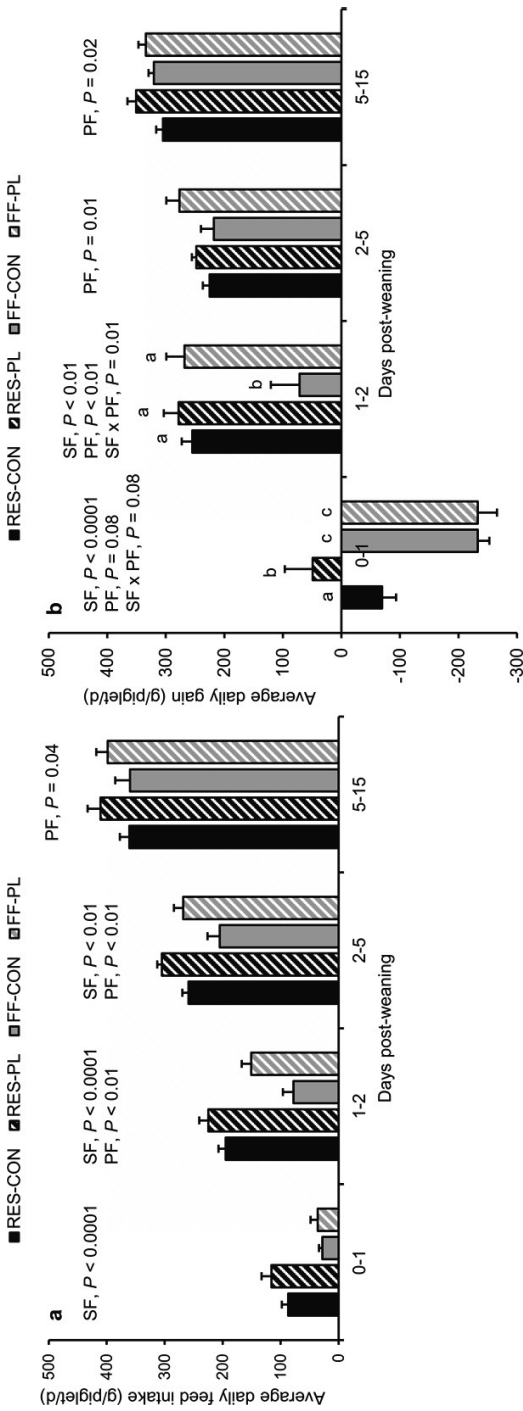 RES-CON RES-PL FF-CON FF-PL
a
500
400
300
200
100
0
Average daily feed intake (g/piglet/d)
SF, P < 0.0001
SF, P < 0.0001
PF, P < 0.01
SF, P < 0.01
PF, P < 0.01
PF, P = 0.04
0-1
1-2
2-5
5-15
Days post-weaning
RES-CON RES-PL FF-CON FF-PL
b
500
400
300
200
100
0
-100
-200
-300
Average daily gain (g/piglet/d)
SF, P < 0.0001
PF, P = 0.08
SF x PF, P = 0.08
SF, P < 0.01
PF, P < 0.01
SF x PF, P = 0.01
PF, P = 0.01
PF, P = 0.02
a
b
c
c
a
a
b
a
0-1
1-2
2-5
5-15
Days post-weaning